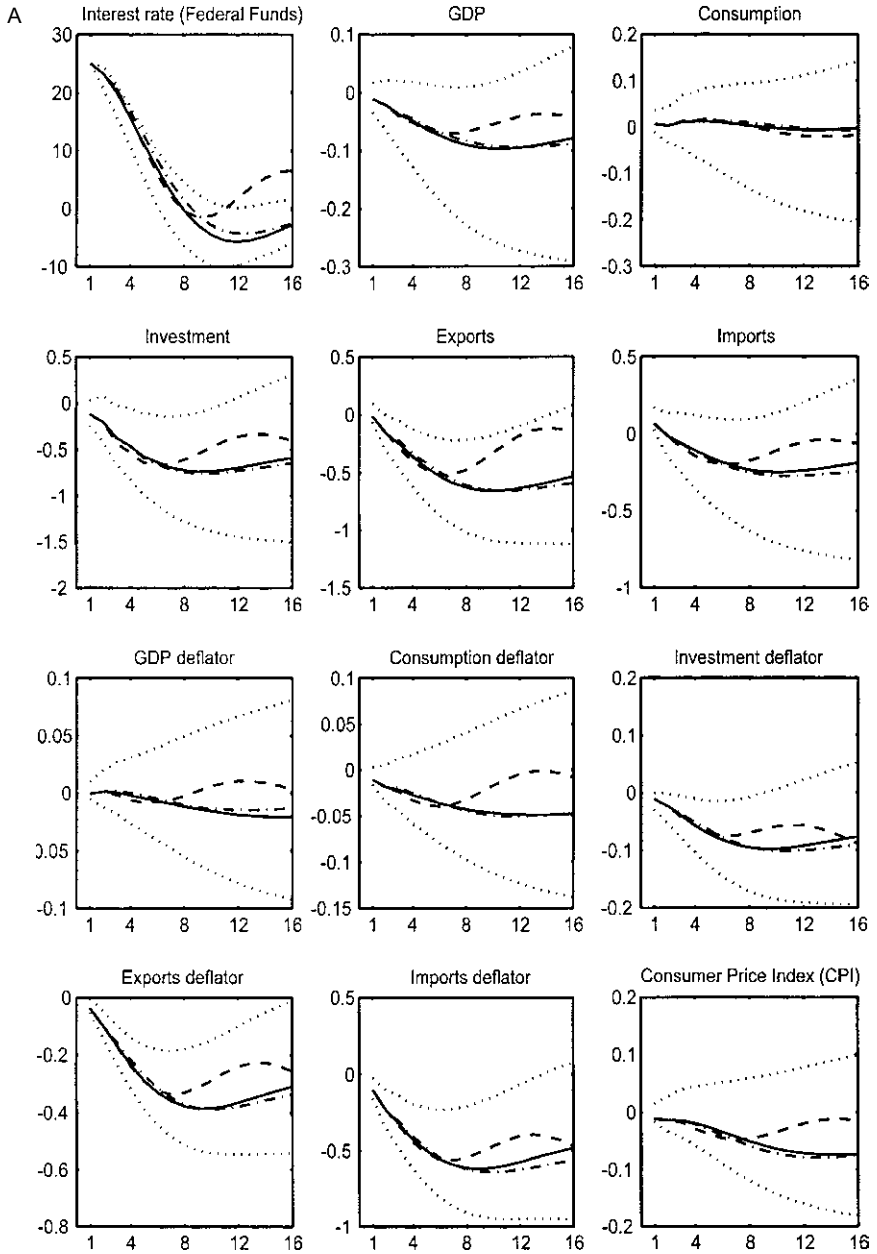 A
Interest rate (Federal Funds) GDP Consumption
30 0.1 0.2
20 0 0.1
10 -0.1 0
0 -0.2 -0.1
-0.2
-10 -0.3 -0.3
1 4 8 12 16 1 4 8 12 16 1 4 8 12 16
Investment Exports Imports
0.5 0.5 0.5
0 0 0
-0.5 -0.5 -0.5
-1 -1
-1.5
-2 -1.5 -1
1 4 8 12 16 1 4 8 12 16 1 4 8 12 16
GDP deflator Consumption deflator Investment deflator
0.1 0.1 0.2
0.05 0.05 0.1
0 0 0
0.05 -0.05 -0.1
-0.1
-0.1 -0.15 -0.2
1 4 8 12 16 1 4 8 12 16 1 4 8 12 16
Exports deflator Imports deflator Consumer Price Index (CPI)
0 0.5 0.2
-0.2 0 0.1
-0.4 0
-0.6 -0.5 -0.1
-0.8 -1 -0.2
1 4 8 12 16 1 4 8 12 16 1 4 8 12 16